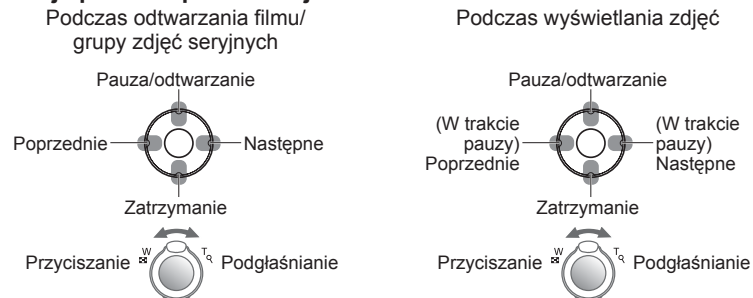 Podczas odtwarzania filmu/
grupy zdjęć seryjnych
Pauza/odtwarzanie
Poprzednie
Następne
Zatrzymanie
Przyciszanie
W
T
Podgłaśnianie
Podczas wyświetlania zdjęć
Pauza/odtwarzanie
(W trakcie
pauzy)
Poprzednie
(W trakcie
pauzy)
Następne
Zatrzymanie
Przyciszanie
W
T
Podgłaśnianie